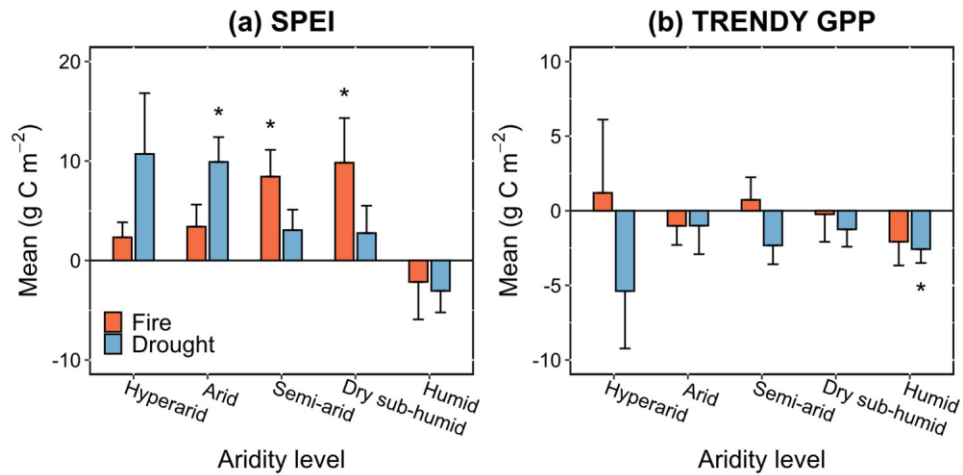 (a) SPEI
(b) TRENDY GPP
Mean (g C m−2)
20
10
0
-10
*
*
*
Fire
Drought
Hyperarid
Arid
Semi-arid
Dry sub-humid
Humid
Aridity level
Mean (g C m−2)
10
5
0
-5
-10
*
Hyperarid
Arid
Semi-arid
Dry sub-humid
Humid
Aridity level